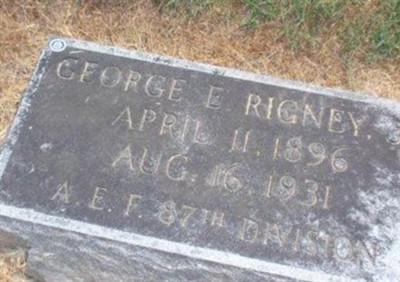 GEORGE E RIGNEY,
APRIL 11, 1896
AUG. 16, 1931
A. E. F. 87TH DIVISION